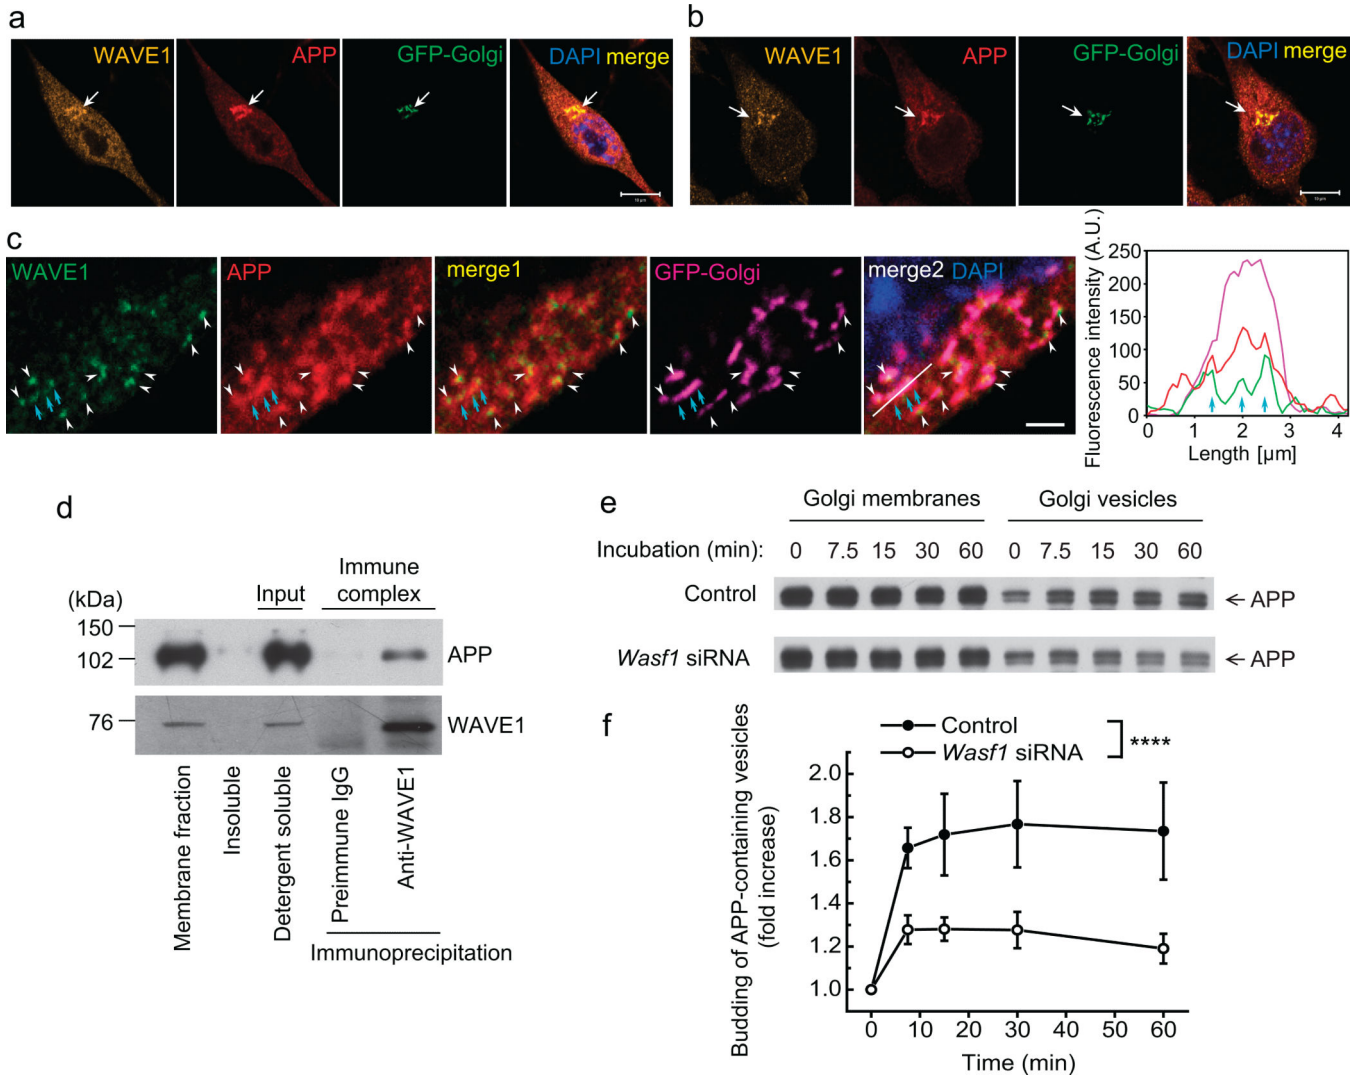 a
WAVE1
APP
GFP-Golgi
DAPI merge
10 µm
b
WAVE1
APP
GFP-Golgi
DAPI merge
10 µm
c
WAVE1
APP
merge1
GFP-Golgi
merge2 DAPI
Fluorescence intensity (A.U.)
250
200
150
100
50
0
0 1 2 3 4
Length [µm]
d
Input
Immune
complex
(kDa)
150
102
APP
76
WAVE1
Membrane fraction
Insoluble
Detergent soluble
Preimmune IgG
Anti-WAVE1
Immunoprecipitation
e
Golgi membranes Golgi vesicles
Incubation (min): 0 7.5 15 30 60 0 7.5 15 30 60
Control ← APP
Wasf1 siRNA ← APP
f
Control
Wasf1 siRNA
****
Budding of APP-containing vesicles
(fold increase)
2.0
1.8
1.6
1.4
1.2
1.0
0 10 20 30 40 50 60
Time (min)